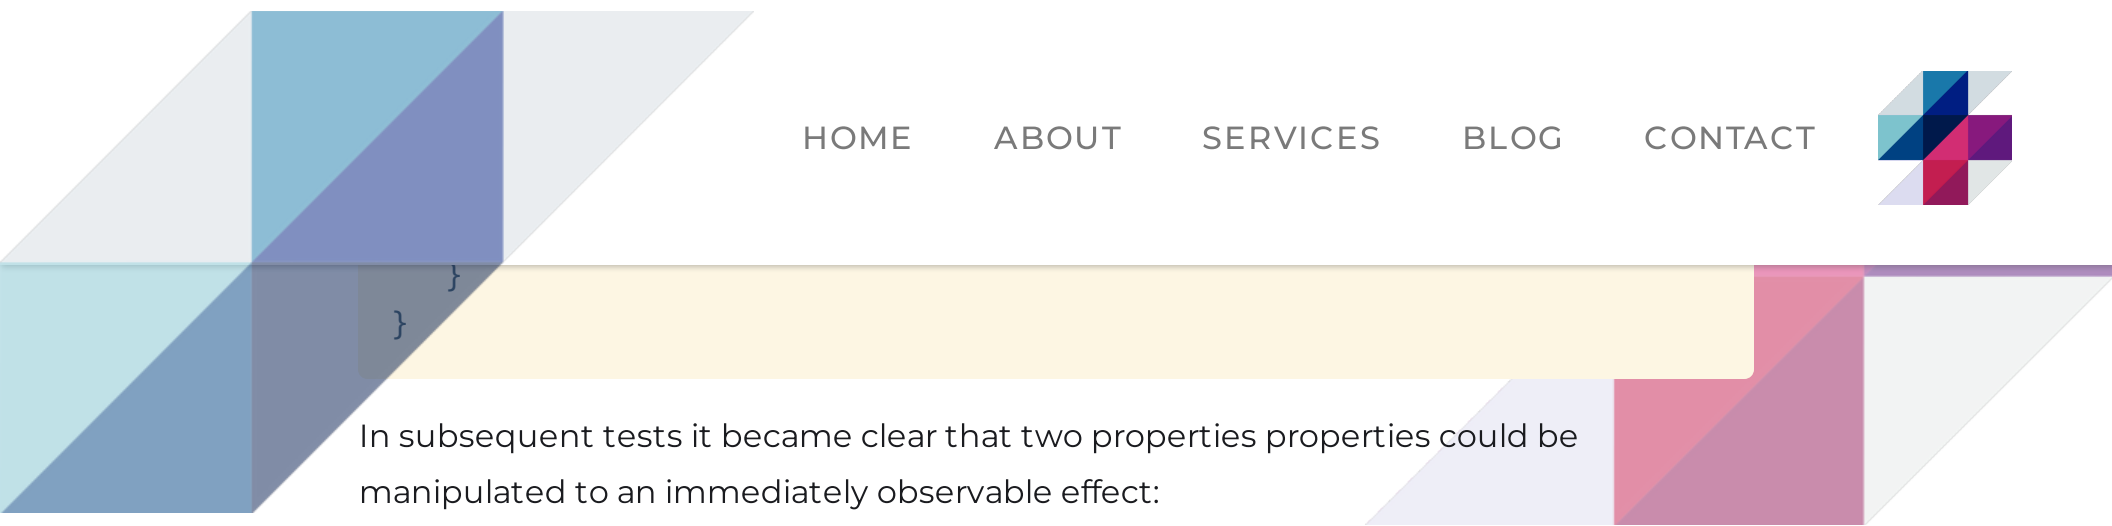 HOME ABOUT SERVICES BLOG CONTACT
}
}
In subsequent tests it became clear that two properties properties could be
manipulated to an immediately observable effect: